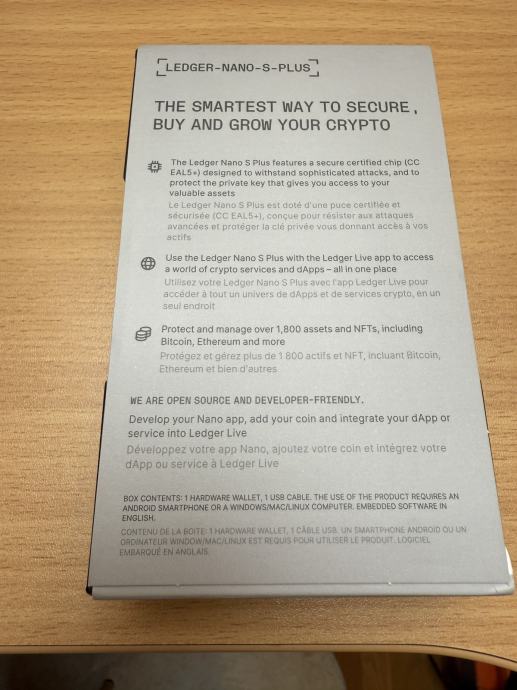 LEDGER-NANO-S-PLUS
THE SMARTEST WAY TO SECURE,
BUY AND GROW YOUR CRYPTO
The Ledger Nano S Plus features a secure certified chip (CC
EAL5+) designed to withstand sophisticated attacks, and to
protect the private key that gives you access to your
valuable assets
Le Ledger Nano S Plus est doté d'une puce certifiée et
sécurisée (CC EAL5+), conçue pour résister aux attaques
avancées et protéger la clé privée vous donnant accès à vos
actifs
Use the Ledger Nano S Plus with the Ledger Live app to access
a world of crypto services and dApps – all in one place
Utilisez votre Ledger Nano S Plus avec l'app Ledger Live pour
accéder à tout un univers de dApps et de services crypto, en un
seul endroit
Protect and manage over 1,800 assets and NFTs, including
Bitcoin, Ethereum and more
Protégez et gérez plus de 1 800 actifs et NFT, incluant Bitcoin,
Ethereum et bien d'autres
WE ARE OPEN SOURCE AND DEVELOPER-FRIENDLY.
Develop your Nano app, add your coin and integrate your dApp or
service into Ledger Live
Développez votre app Nano, ajoutez votre coin et intégrez votre
dApp ou service à Ledger Live
BOX CONTENTS: 1 HARDWARE WALLET, 1 USB CABLE. THE USE OF THE PRODUCT REQUIRES AN
ANDROID SMARTPHONE OR A WINDOWS/MAC/LINUX COMPUTER. EMBEDDED SOFTWARE IN
ENGLISH.
CONTENU DE LA BOITE: 1 HARDWARE WALLET, 1 CÂBLE USB. UN SMARTPHONE ANDROID OU UN
ORDINATEUR WINDOW/MAC/LINUX EST REQUIS POUR UTILISER LE PRODUIT. LOGICIEL
EMBARQUÉ EN ANGLAIS.